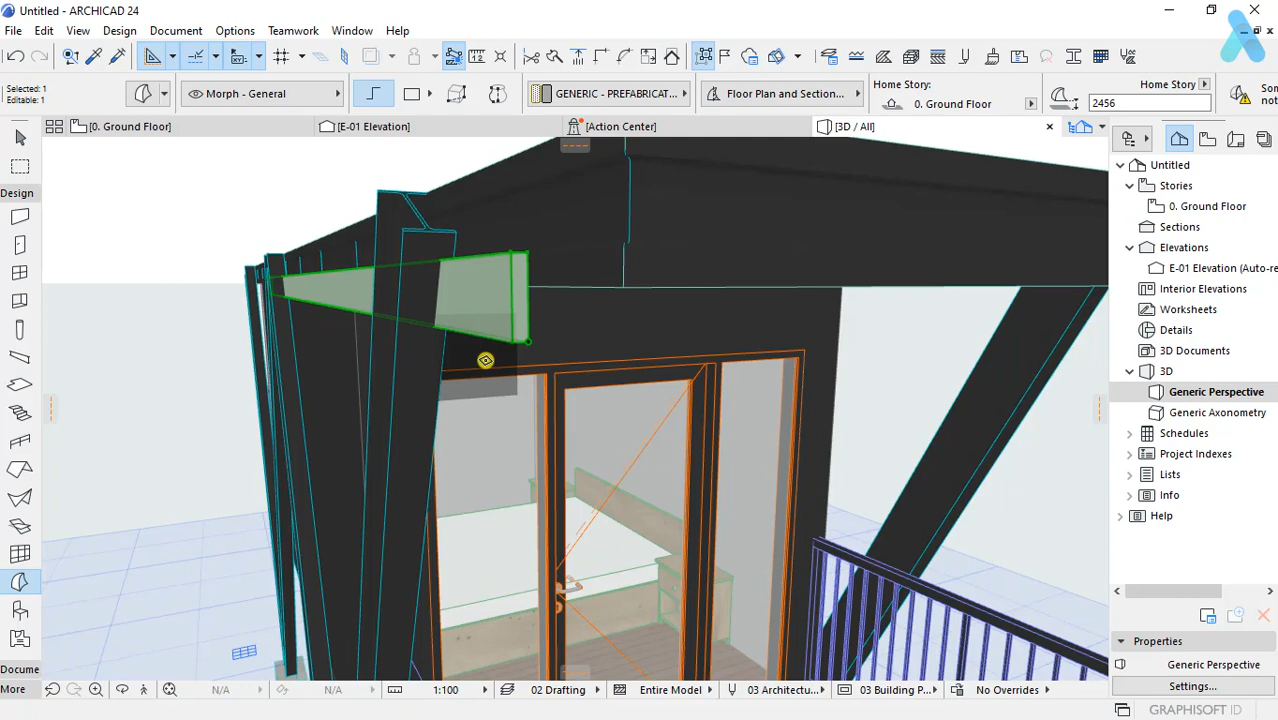 Untitled - ARCHICAD 24
File Edit View Design Document Options Teamwork Window Help
Selected: 1
Editable: 1
Morph - General
GENERIC - PREFABRICAT...
Floor Plan and Section...
Home Story:
0. Ground Floor
Home Story
2456
Som
not
[0. Ground Floor]
[E-01 Elevation]
[Action Center]
[3D / All]
Design
Docume
More
Untitled
Stories
0. Ground Floor
Sections
Elevations
E-01 Elevation (Auto-re
Interior Elevations
Worksheets
Details
3D Documents
3D
Generic Perspective
Generic Axonometry
Schedules
Project Indexes
Lists
Info
Help
Properties
Generic Perspective
Settings...
N/A
N/A
1:100
02 Drafting
Entire Model
03 Architectu...
03 Building P...
No Overrides
GRAPHISOFT ID